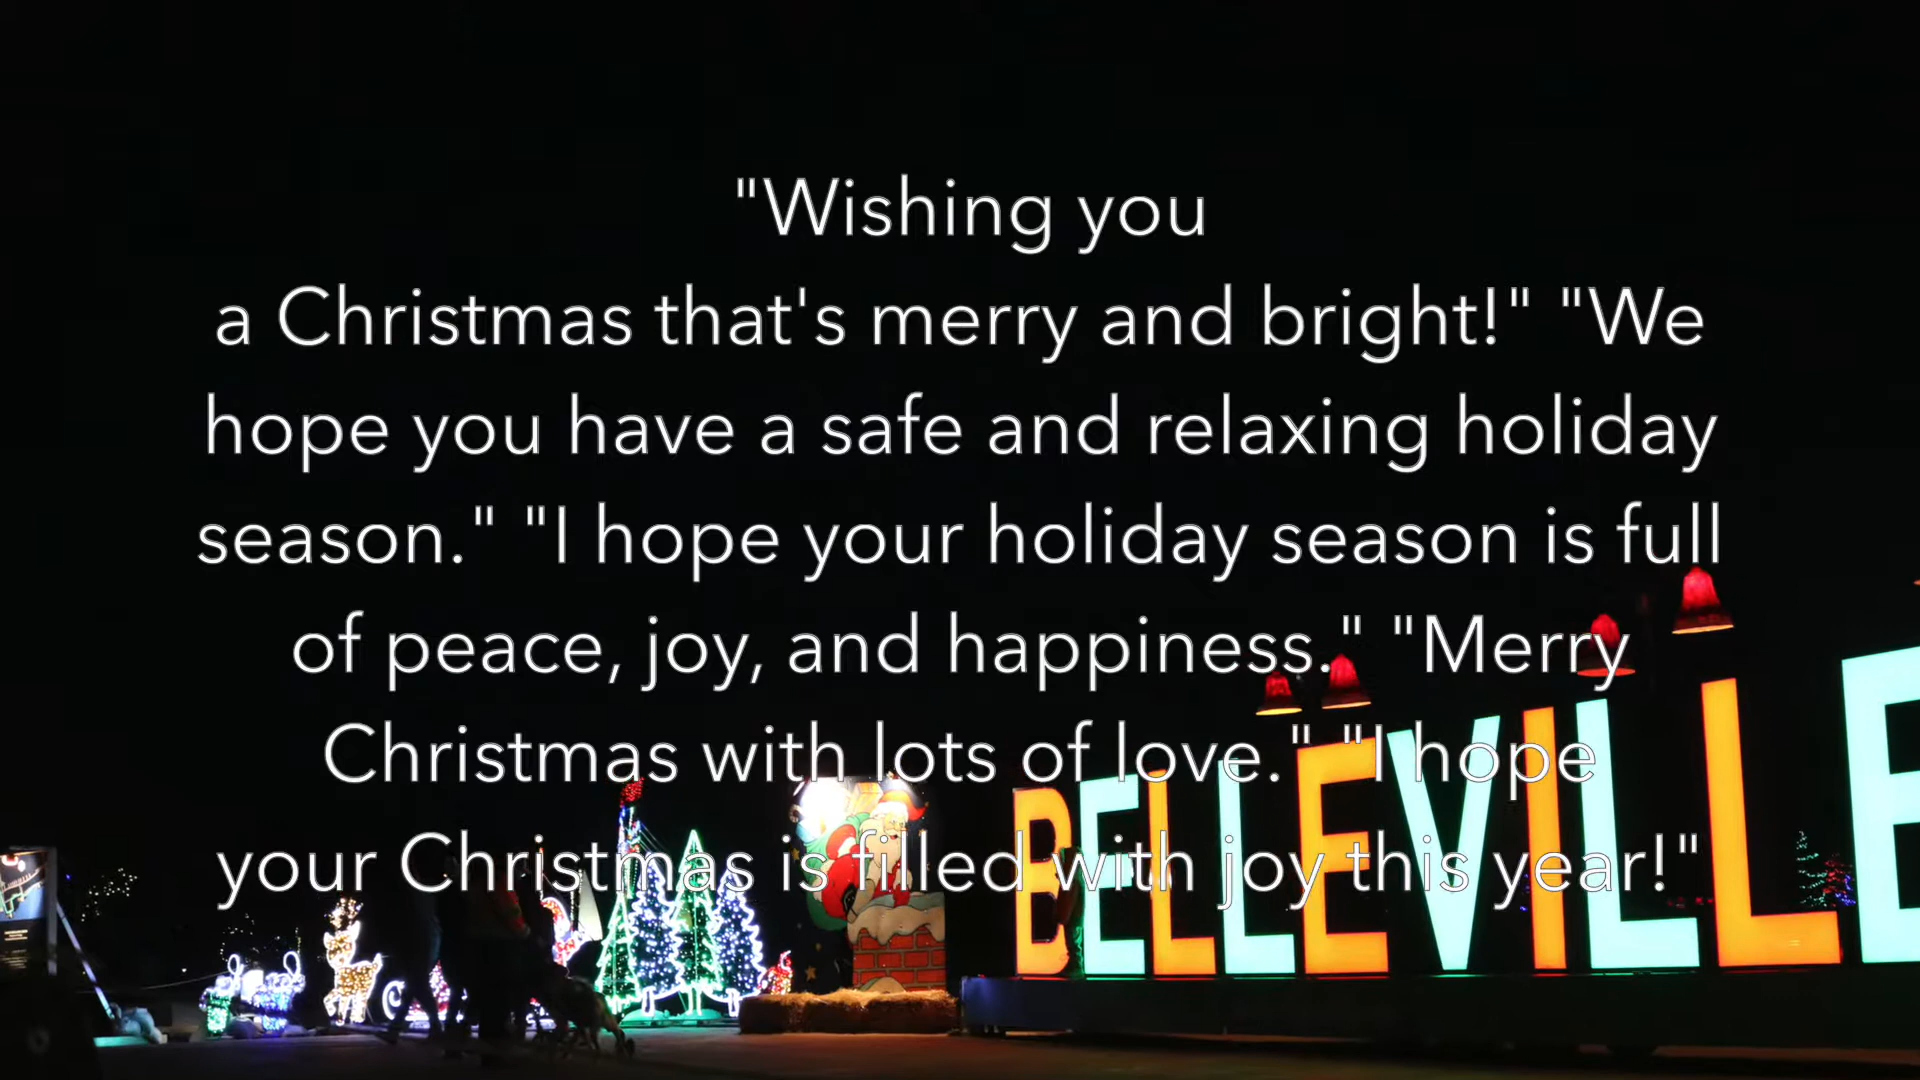 "Wishing you
a Christmas that's merry and bright!" "We
hope you have a safe and relaxing holiday
season." "I hope your holiday season is full
of peace, joy, and happiness." "Merry
Christmas with lots of love." "I hope
your Christmas is filled with joy this year!"
BELLEVILLE